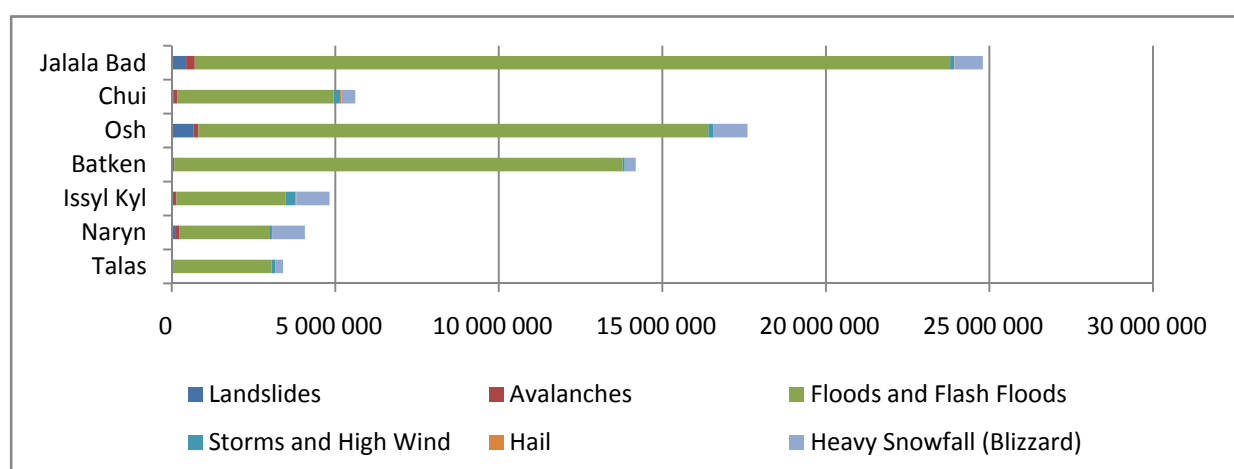 Jalala Bad
Chui
Osh
Batken
Issyl Kyl
Naryn
Talas
0 5 000 000 10 000 000 15 000 000 20 000 000 25 000 000 30 000 000
Landslides Avalanches Floods and Flash Floods
Storms and High Wind Hail Heavy Snowfall (Blizzard)